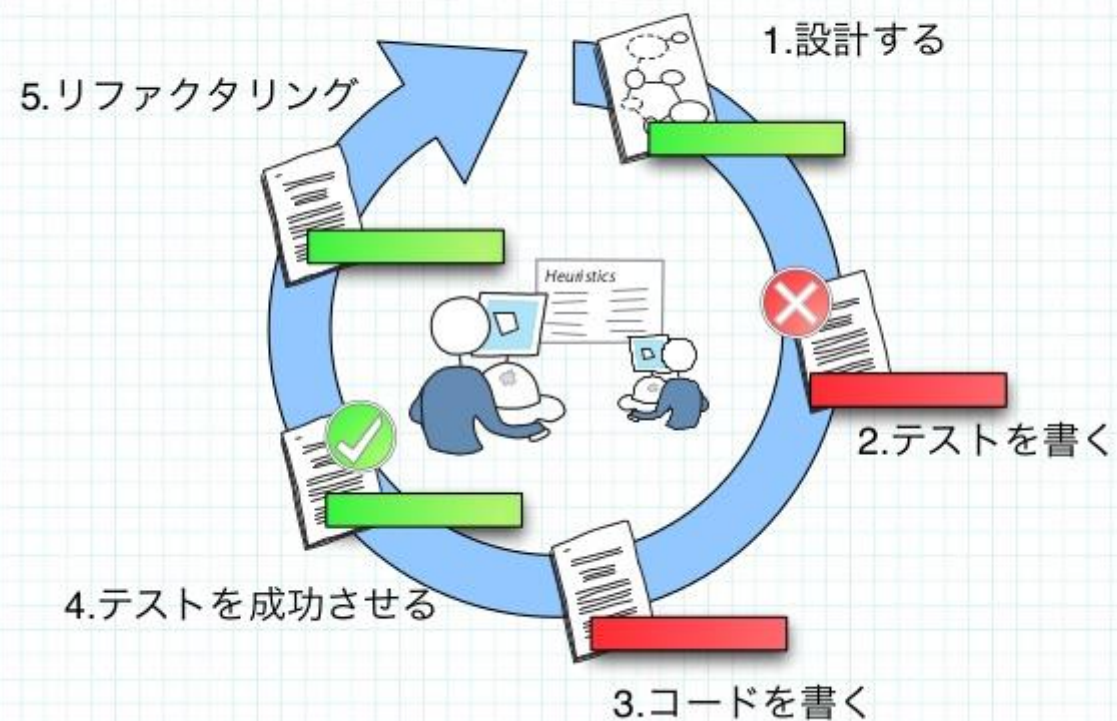 1.設計する
5.リファクタリング
Heuristics
2.テストを書く
4.テストを成功させる
3.コードを書く